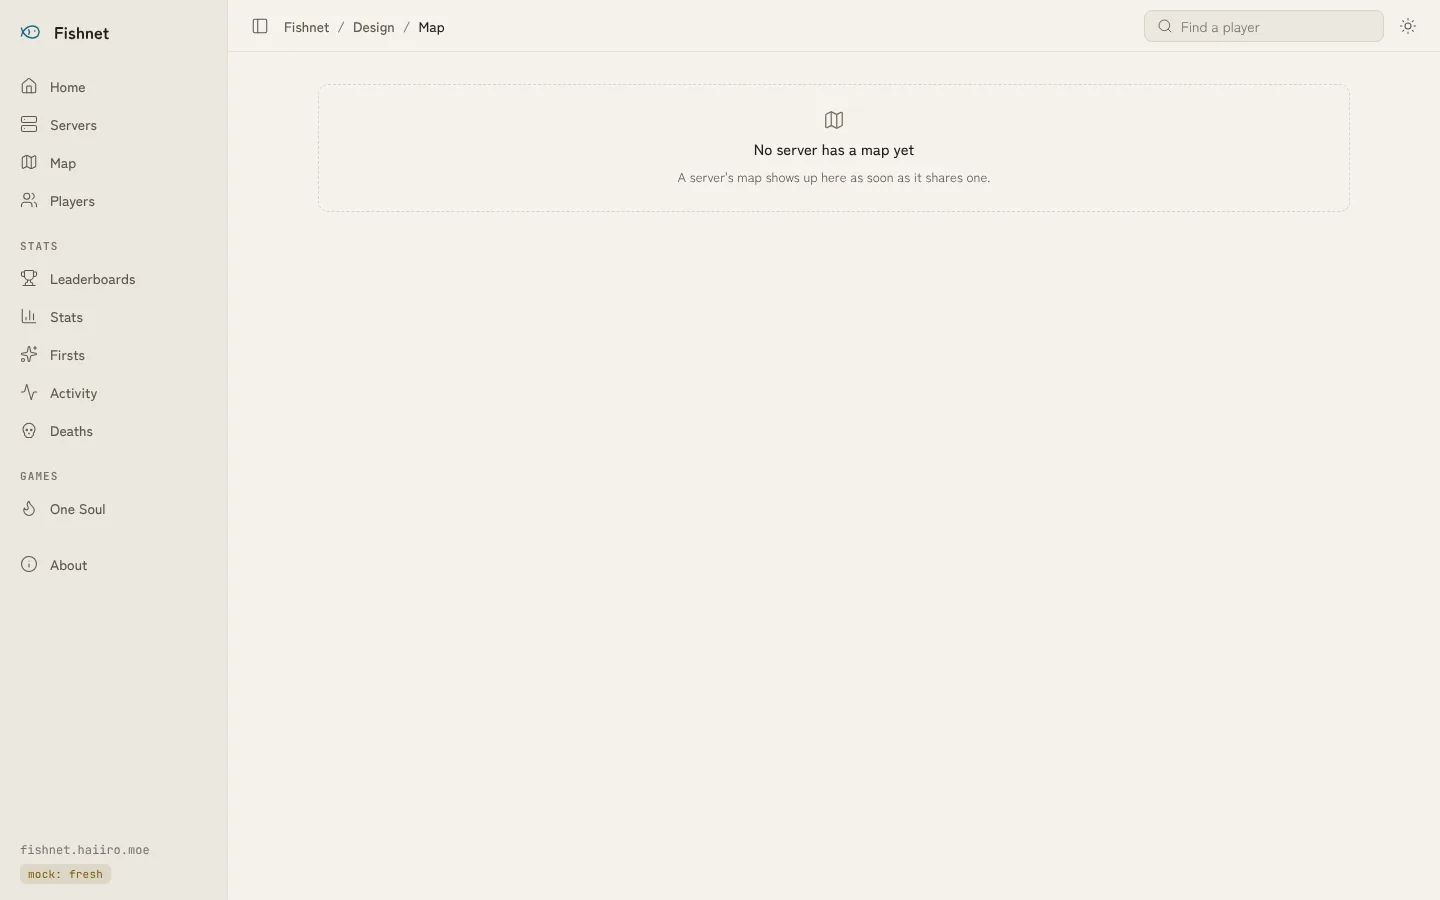 Fishnet
Home
Servers
Map
Players
STATS
Leaderboards
Stats
Firsts
Activity
Deaths
GAMES
One Soul
About
fishnet.haiiro.moe
mock: fresh
Fishnet / Design / Map
Find a player
No server has a map yet
A server's map shows up here as soon as it shares one.